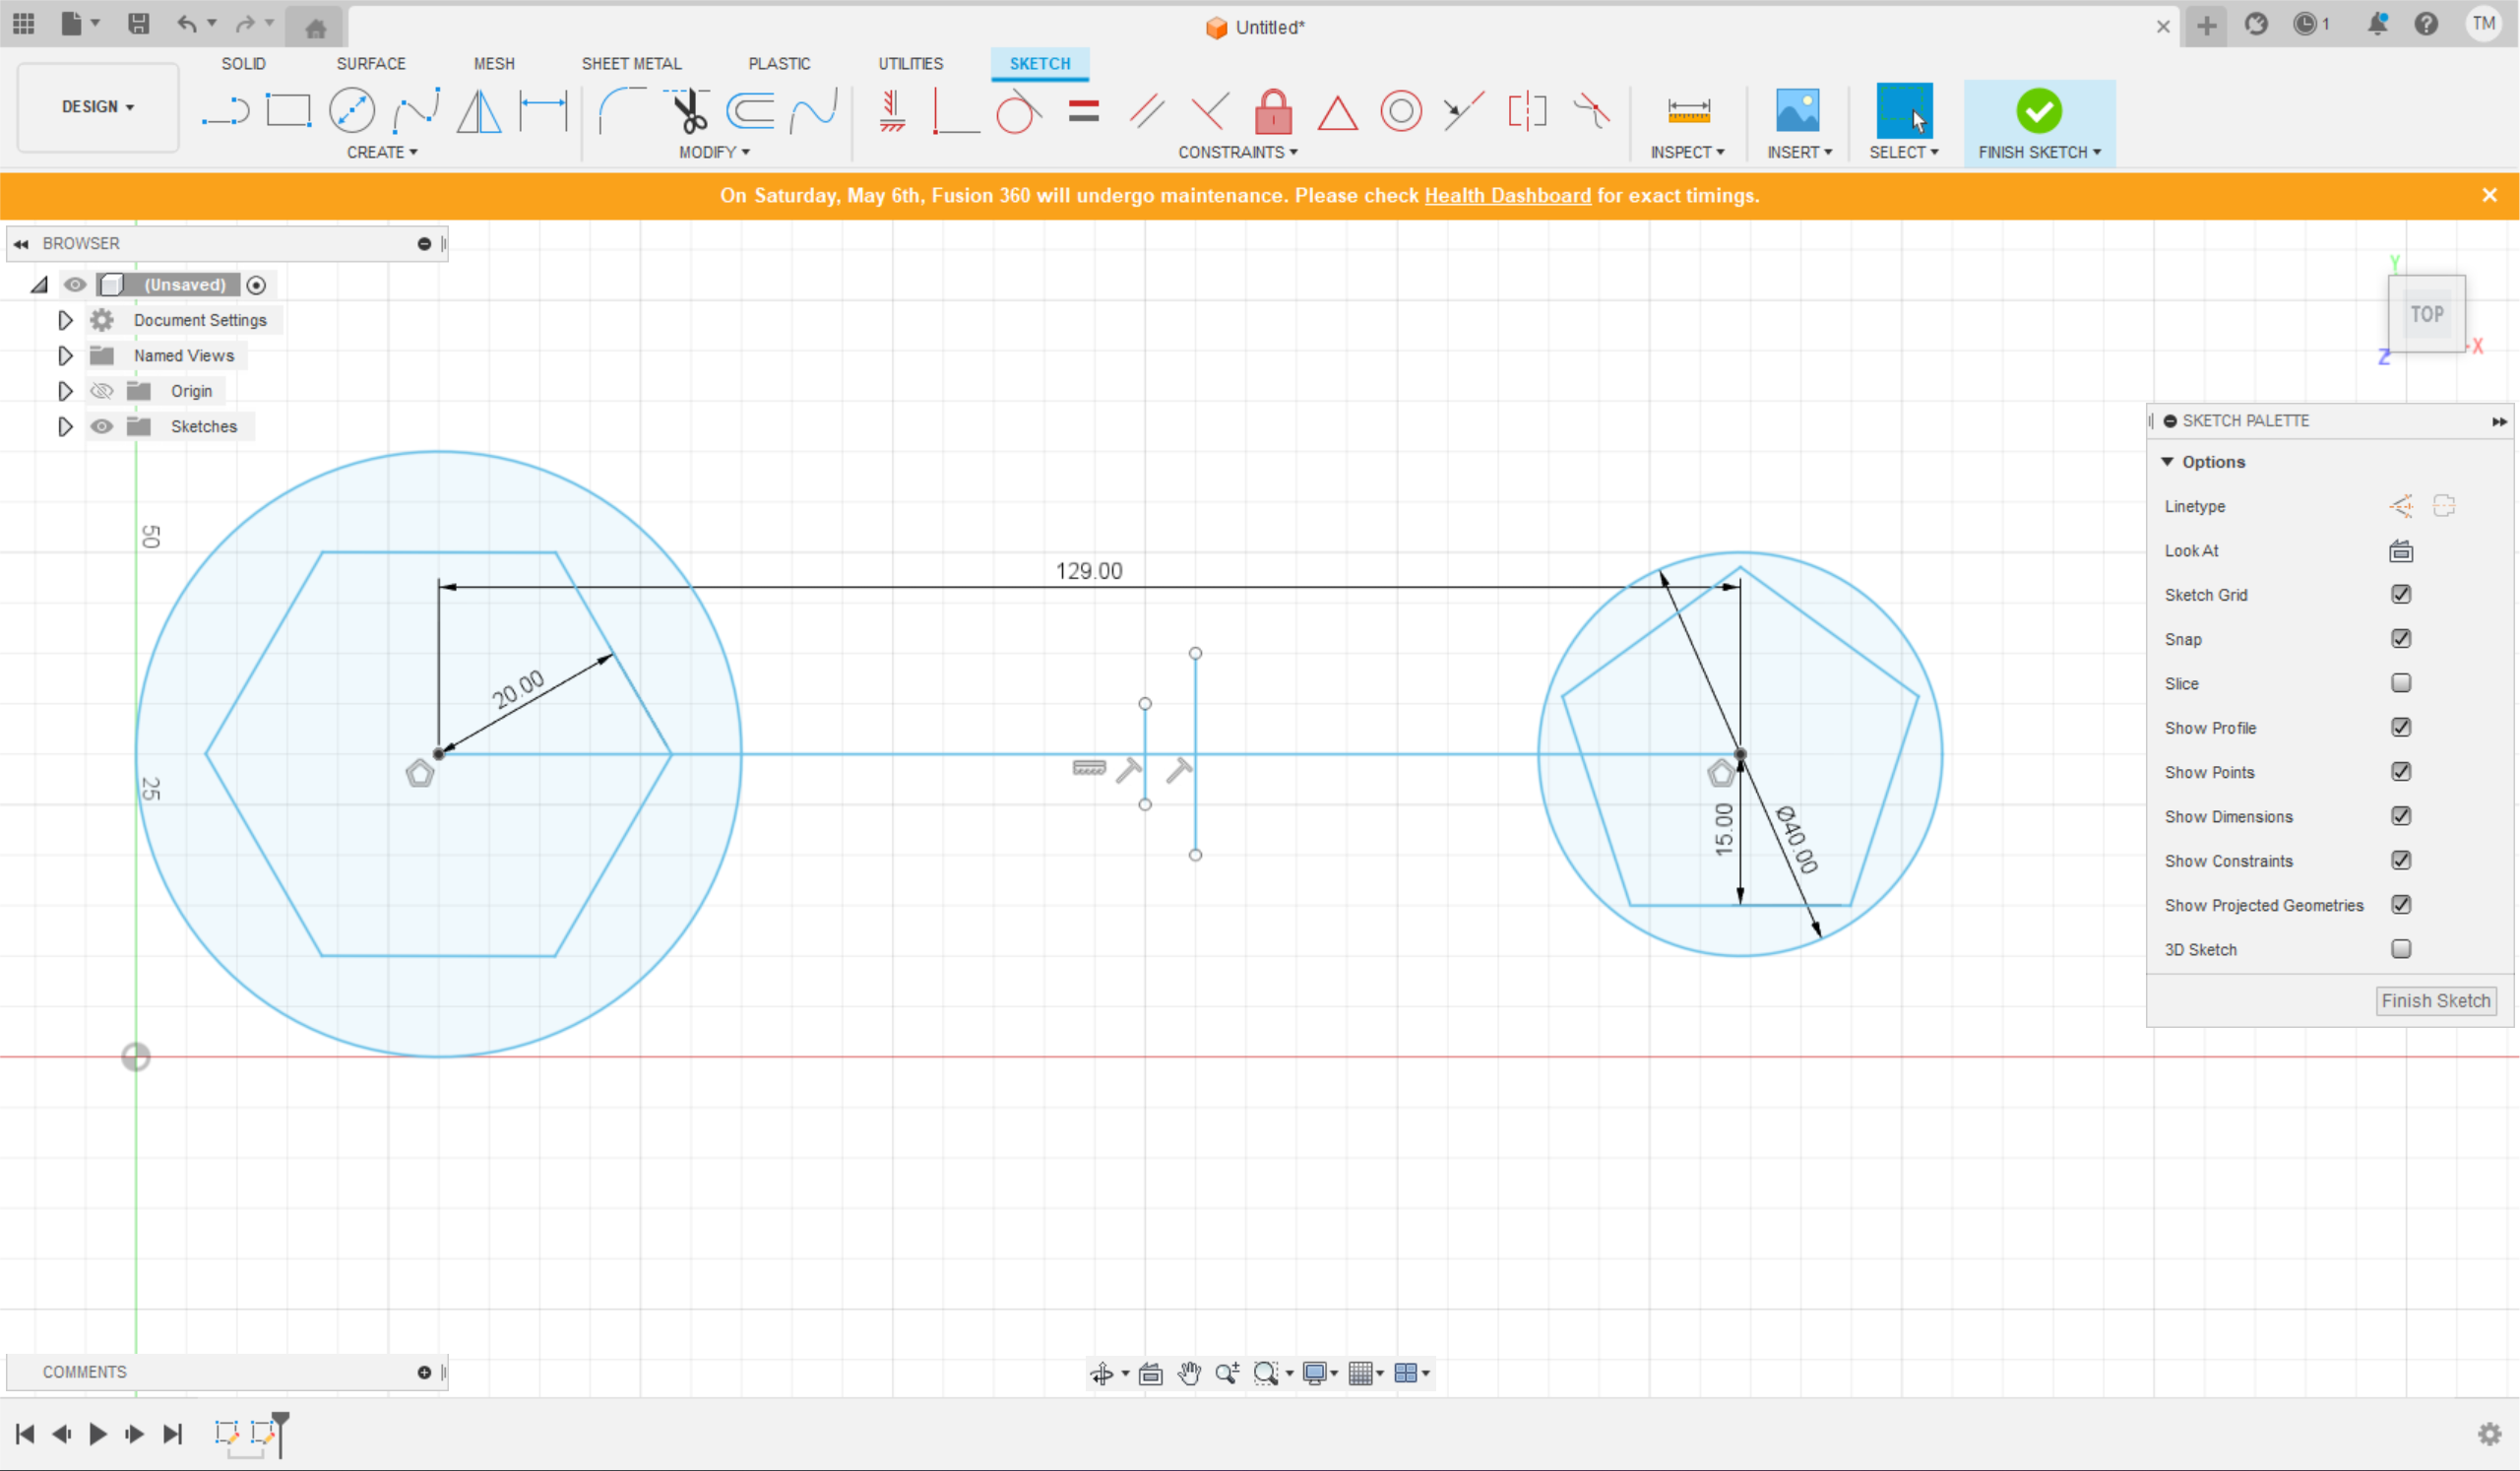 Untitled*
1
TM
SOLID
SURFACE
MESH
SHEET METAL
PLASTIC
UTILITIES
SKETCH
DESIGN
CREATE
MODIFY
CONSTRAINTS
INSPECT
INSERT
SELECT
FINISH SKETCH
On Saturday, May 6th, Fusion 360 will undergo maintenance. Please check Health Dashboard for exact timings.
BROWSER
(Unsaved)
Document Settings
Named Views
Origin
Sketches
Y
TOP
X
Z
SKETCH PALETTE
Options
Linetype
Look At
Sketch Grid
Snap
Slice
Show Profile
Show Points
Show Dimensions
Show Constraints
Show Projected Geometries
3D Sketch
Finish Sketch
50
25
129.00
20.00
15.00
Ø40.00
COMMENTS